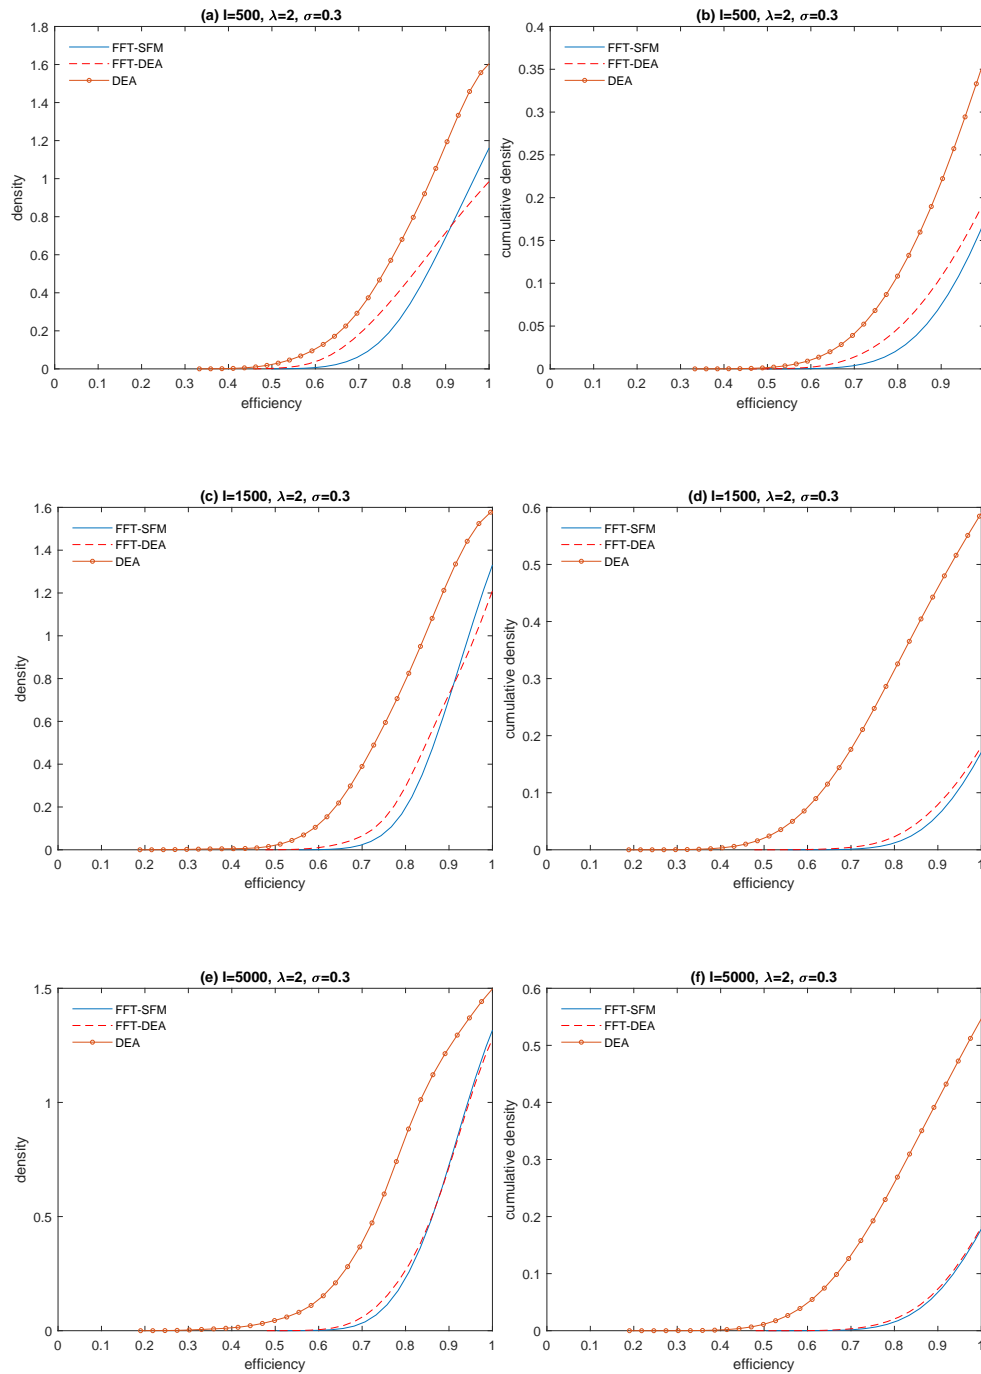 (a) I=500, λ=2, σ=0.3
1.8
1.6
1.4
1.2
1
0.8
0.6
0.4
0.2
0
density
FFT-SFM
FFT-DEA
DEA
0 0.1 0.2 0.3 0.4 0.5 0.6 0.7 0.8 0.9 1
efficiency
(b) I=500, λ=2, σ=0.3
0.4
0.35
0.3
0.25
0.2
0.15
0.1
0.05
0
cumulative density
FFT-SFM
FFT-DEA
DEA
0 0.1 0.2 0.3 0.4 0.5 0.6 0.7 0.8 0.9
efficiency
(c) I=1500, λ=2, σ=0.3
1.6
1.4
1.2
1
0.8
0.6
0.4
0.2
0
density
FFT-SFM
FFT-DEA
DEA
0 0.1 0.2 0.3 0.4 0.5 0.6 0.7 0.8 0.9 1
efficiency
(d) I=1500, λ=2, σ=0.3
0.6
0.5
0.4
0.3
0.2
0.1
0
cumulative density
FFT-SFM
FFT-DEA
DEA
0 0.1 0.2 0.3 0.4 0.5 0.6 0.7 0.8 0.9 1
efficiency
(e) I=5000, λ=2, σ=0.3
1.5
1
0.5
0
density
FFT-SFM
FFT-DEA
DEA
0 0.1 0.2 0.3 0.4 0.5 0.6 0.7 0.8 0.9 1
efficiency
(f) I=5000, λ=2, σ=0.3
0.6
0.5
0.4
0.3
0.2
0.1
0
cumulative density
FFT-SFM
FFT-DEA
DEA
0 0.1 0.2 0.3 0.4 0.5 0.6 0.7 0.8 0.9 1
efficiency